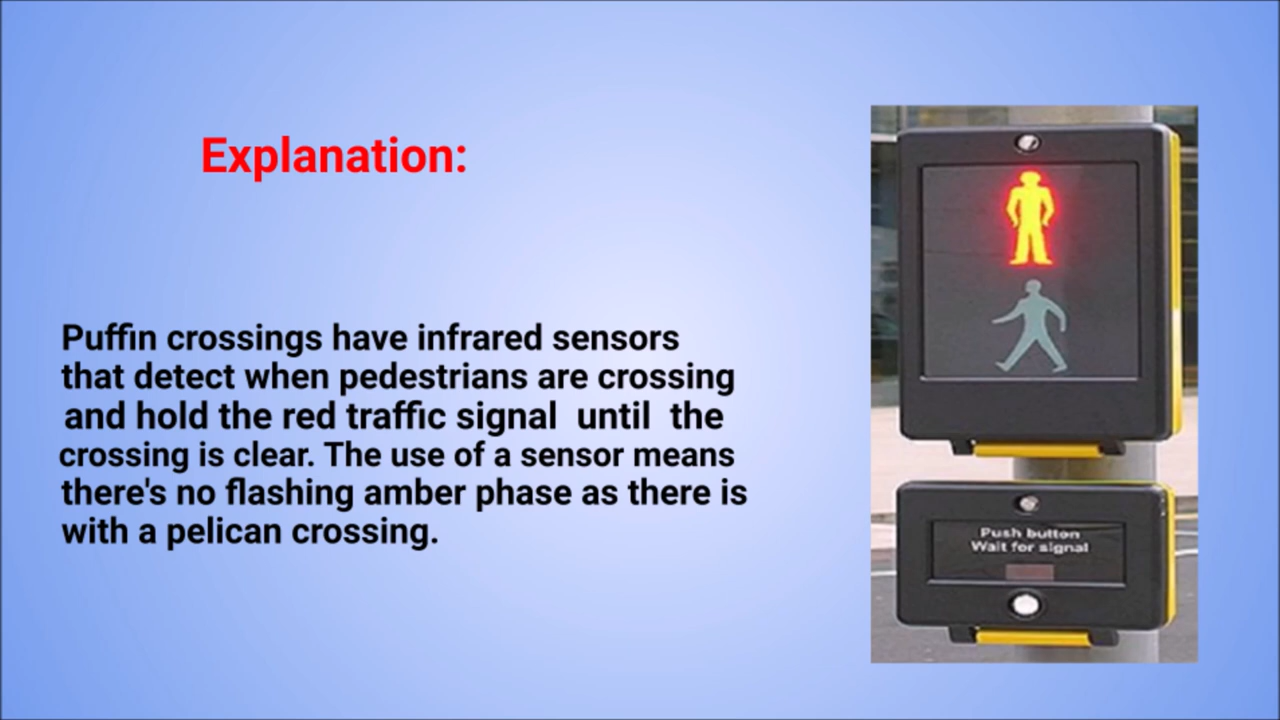 Explanation:
Puffin crossings have infrared sensors
that detect when pedestrians are crossing
and hold the red traffic signal until the
crossing is clear. The use of a sensor means
there's no flashing amber phase as there is
with a pelican crossing.
Push button
Wait for signal